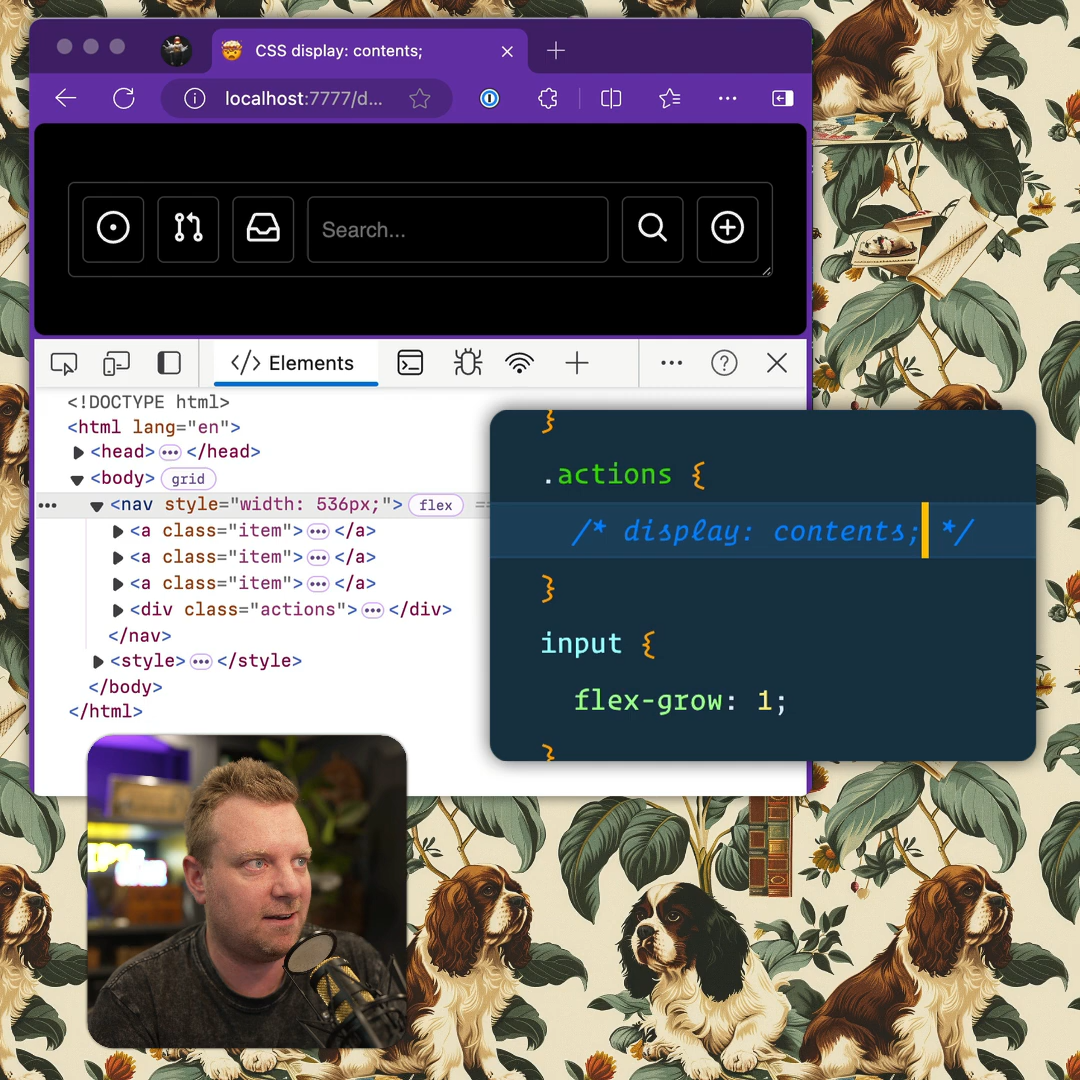 CSS display: contents;
localhost:7777/d...
Search...
Elements
<!DOCTYPE html>
<html lang="en">
<head> ••• </head>
<body> grid
••• <nav style="width: 536px;"> flex ==
<a class="item"> ••• </a>
<a class="item"> ••• </a>
<a class="item"> ••• </a>
<div class="actions"> ••• </div>
</nav>
<style> ••• </style>
</body>
</html>
}
.actions {
/* display: contents; */
}
input {
flex-grow: 1;
}